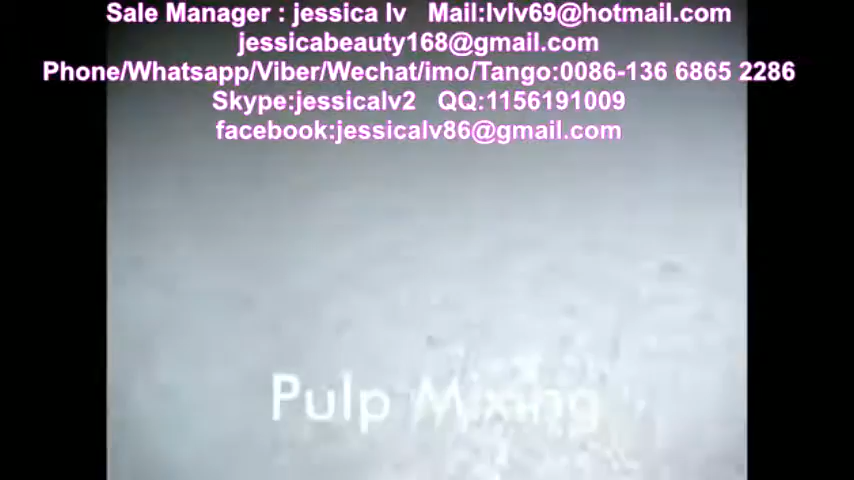 Sale Manager : jessica lv Mail:lvlv69@hotmail.com
jessicabeauty168@gmail.com
Phone/Whatsapp/Viber/Wechat/imo/Tango:0086-136 6865 2286
Skype:jessicalv2 QQ:1156191009
facebook:jessicalv86@gmail.com
Pulp Mixing